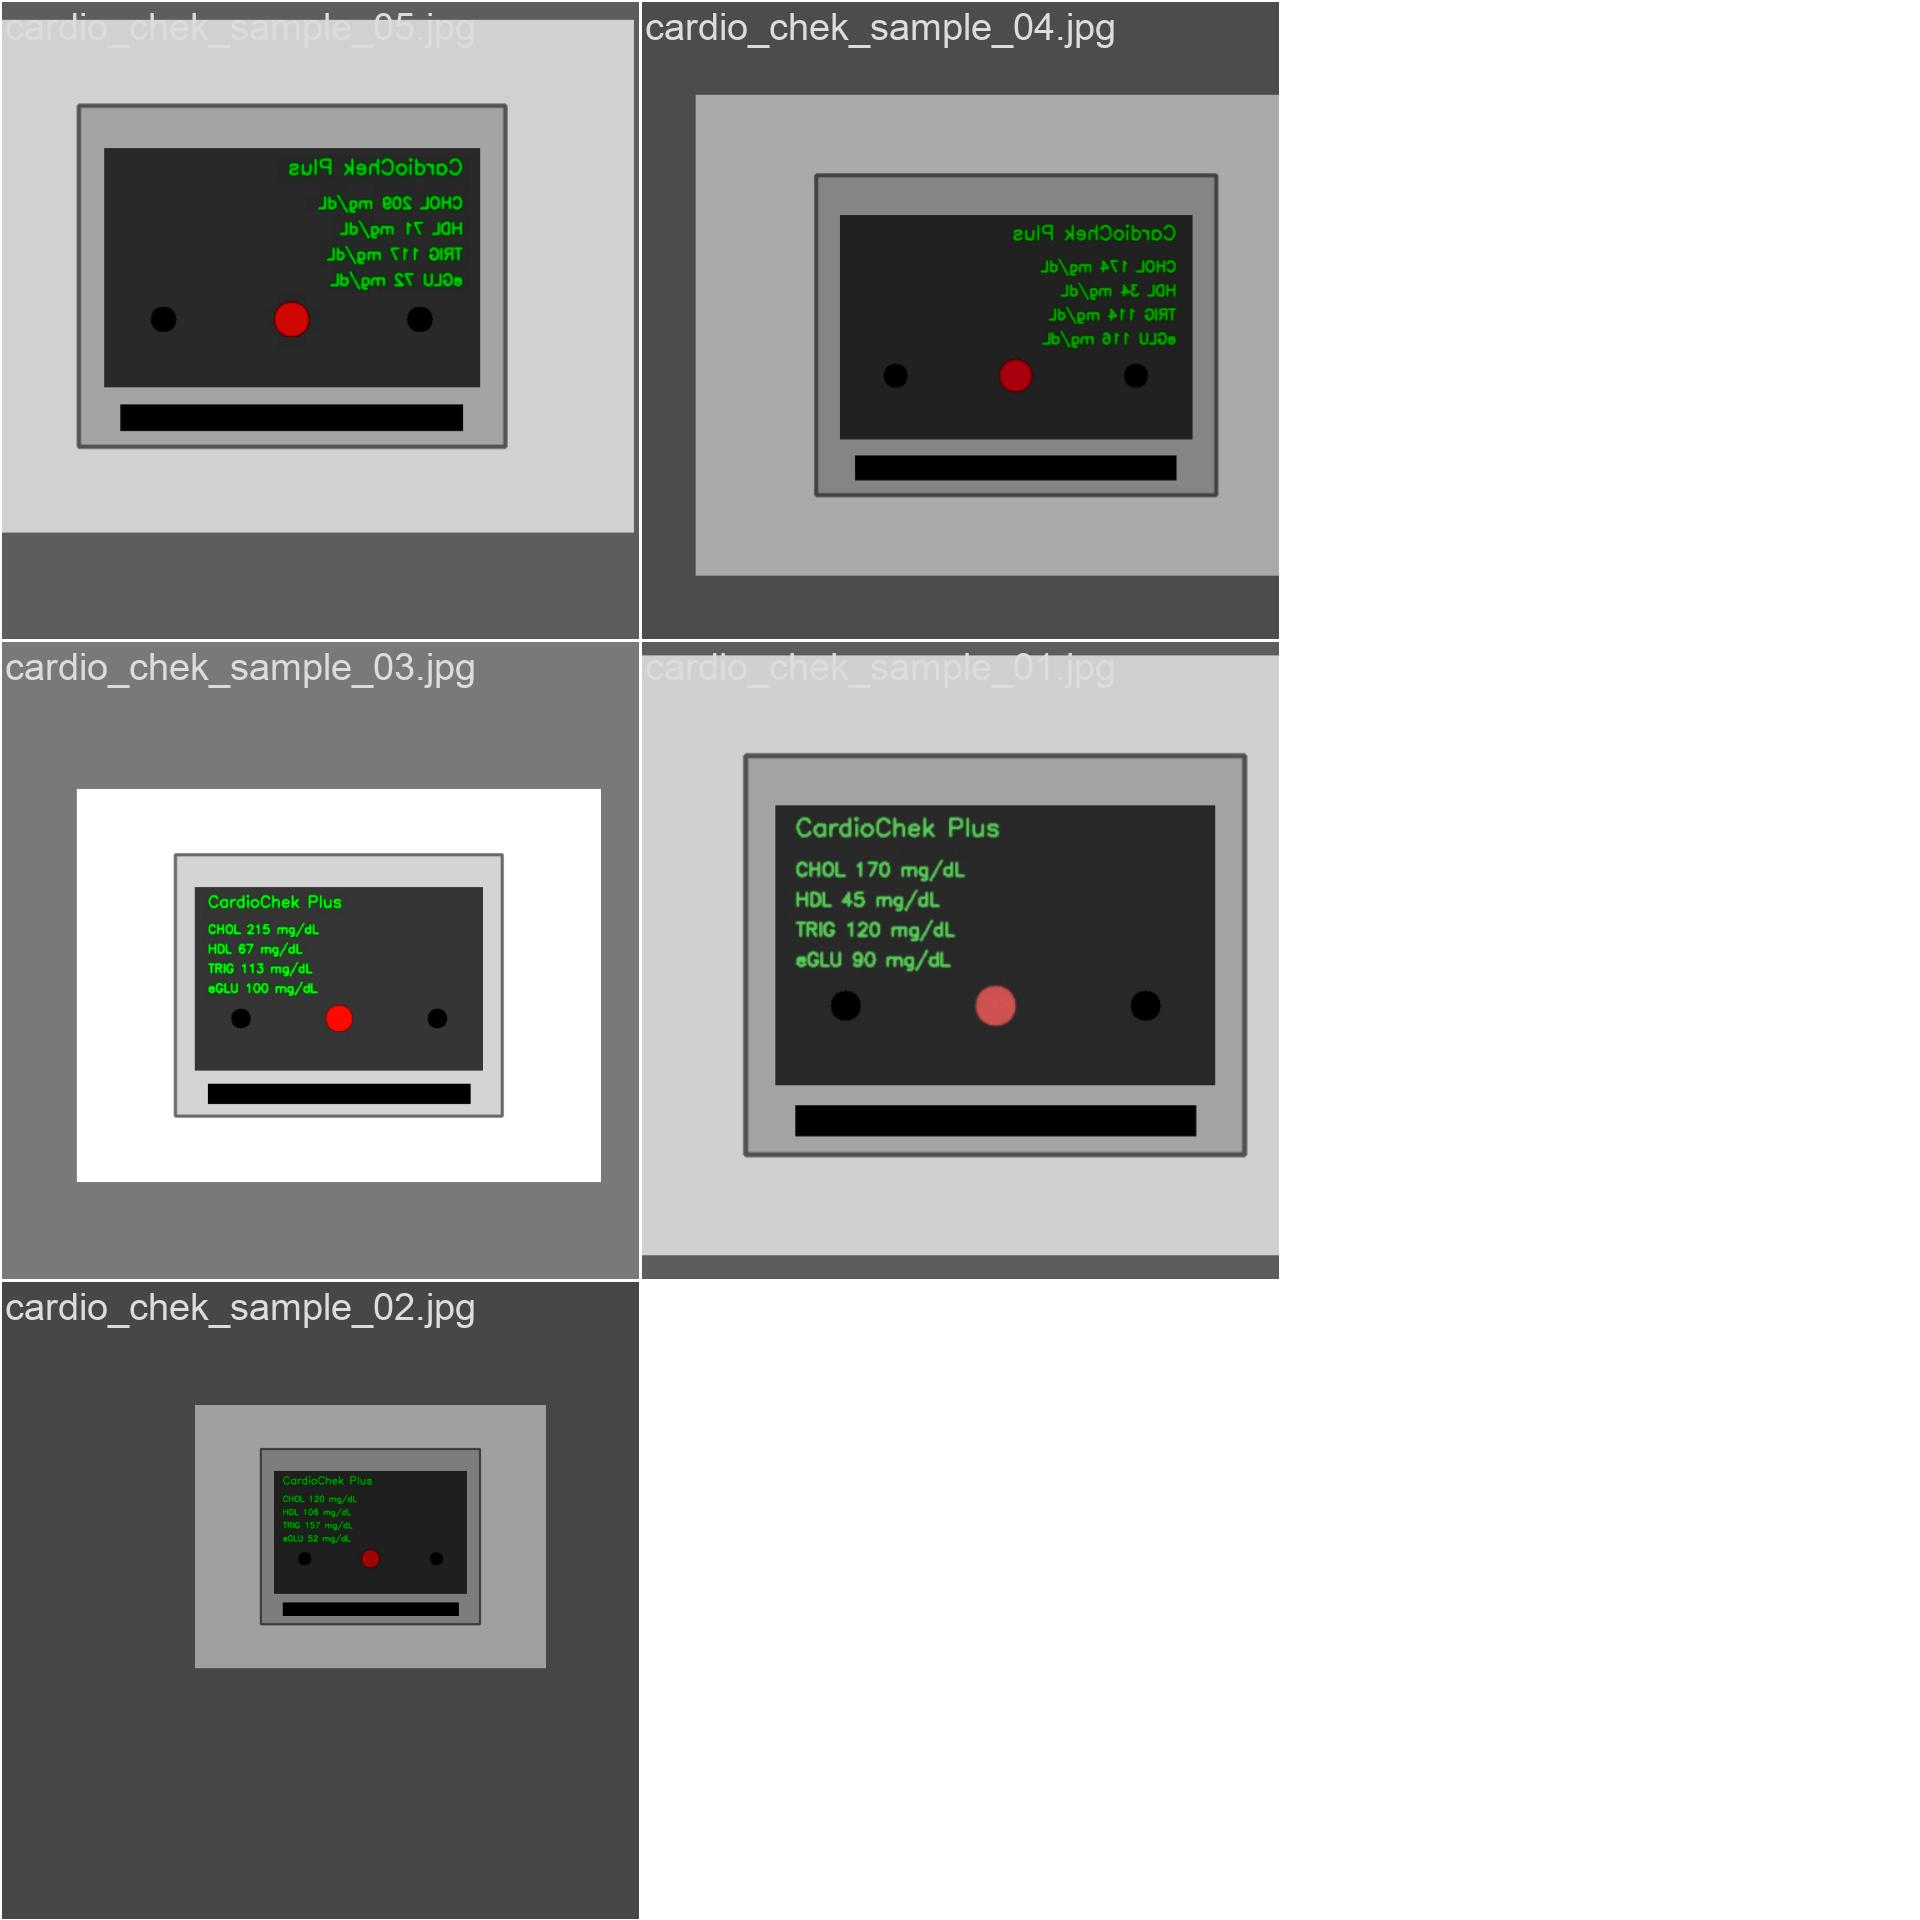 cardio_chek_sample_05.jpg
CardioChek Plus
CHOL 209 mg/dL
HDL 71 mg/dL
TRIG 117 mg/dL
eGLU 72 mg/dL
cardio_chek_sample_04.jpg
CardioChek Plus
CHOL 174 mg/dL
HDL 34 mg/dL
TRIG 114 mg/dL
eGLU 116 mg/dL
cardio_chek_sample_03.jpg
CardioChek Plus
CHOL 215 mg/dL
HDL 67 mg/dL
TRIG 113 mg/dL
eGLU 100 mg/dL
cardio_chek_sample_01.jpg
CardioChek Plus
CHOL 170 mg/dL
HDL 45 mg/dL
TRIG 120 mg/dL
eGLU 90 mg/dL
cardio_chek_sample_02.jpg
CardioChek Plus
CHOL 120 mg/dL
HDL 106 mg/dL
TRIG 157 mg/dL
eGLU 52 mg/dL